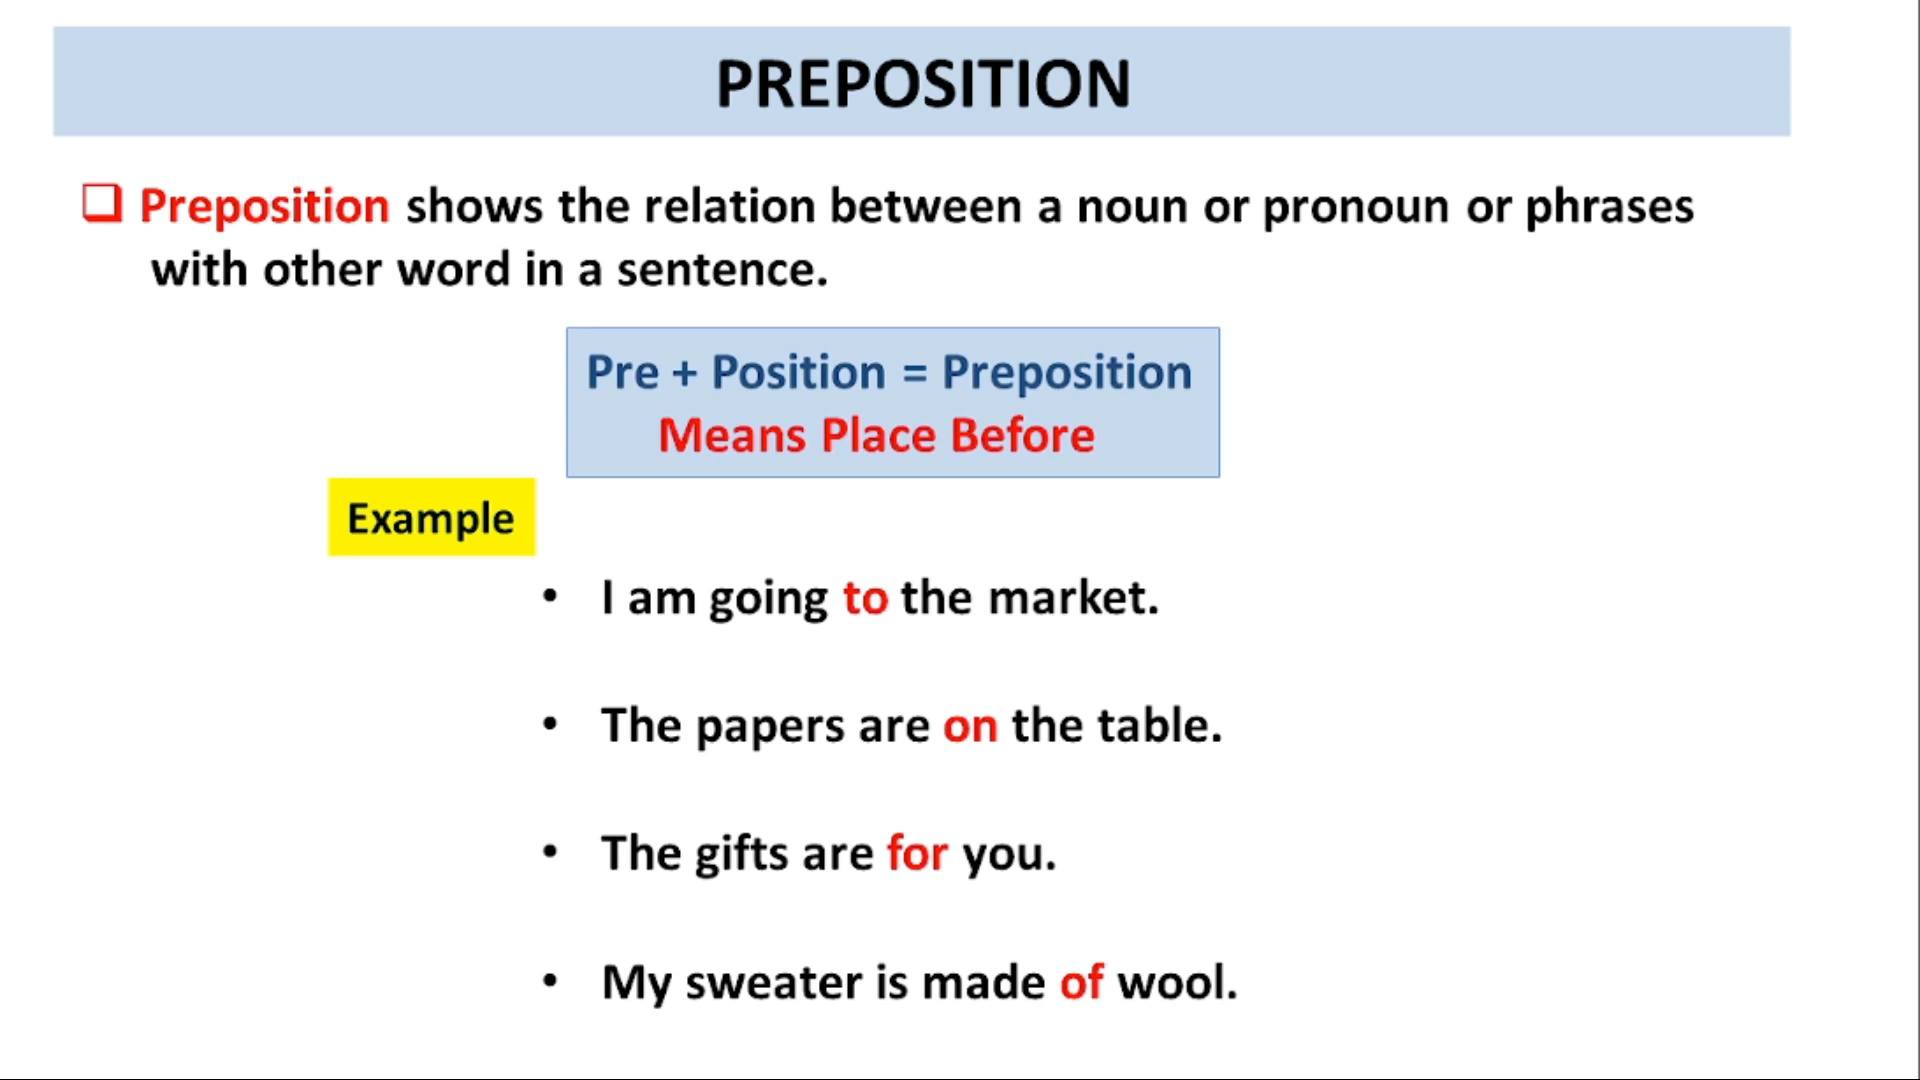 PREPOSITION
Preposition shows the relation between a noun or pronoun or phrases
with other word in a sentence.
Pre + Position = Preposition
Means Place Before
Example
• I am going to the market.
• The papers are on the table.
• The gifts are for you.
• My sweater is made of wool.